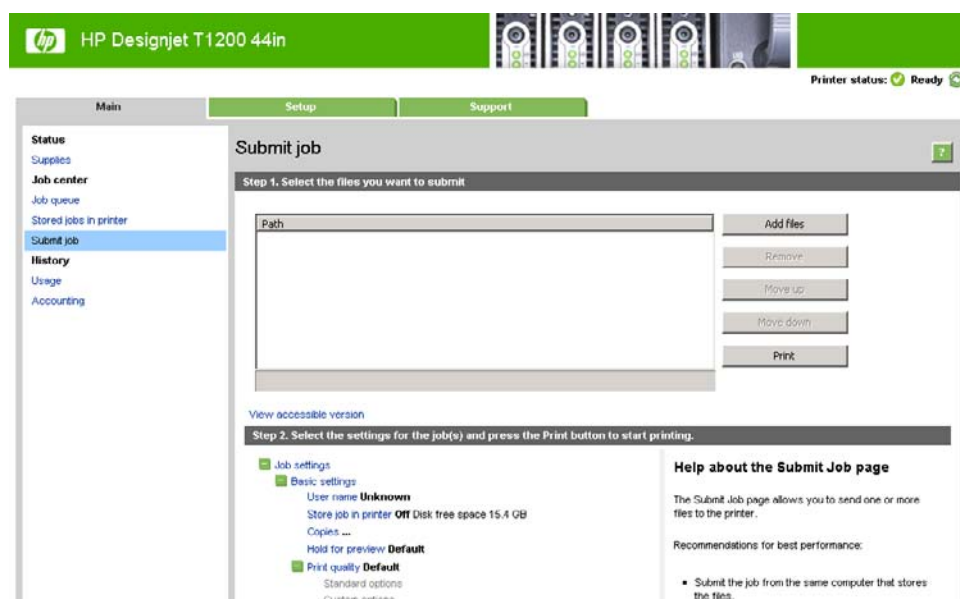 hp HP Designjet T1200 44in
Printer status: Ready
Main Setup Support
Status
Supplies
Job center
Job queue
Stored jobs in printer
Submit job
History
Usage
Accounting
Submit job
?
Step 1. Select the files you want to submit
Path
Add files
Remove
Move up
Move down
Print
View accessible version
Step 2. Select the settings for the job(s) and press the Print button to start printing.
Job settings
Basic settings
User name Unknown
Store job in printer Off Disk free space 15.4 GB
Copies ...
Hold for preview Default
Print quality Default
Standard options
Custom options
Help about the Submit Job page
The Submit Job page allows you to send one or more
files to the printer.
Recommendations for best performance:
Submit the job from the same computer that stores
the files.